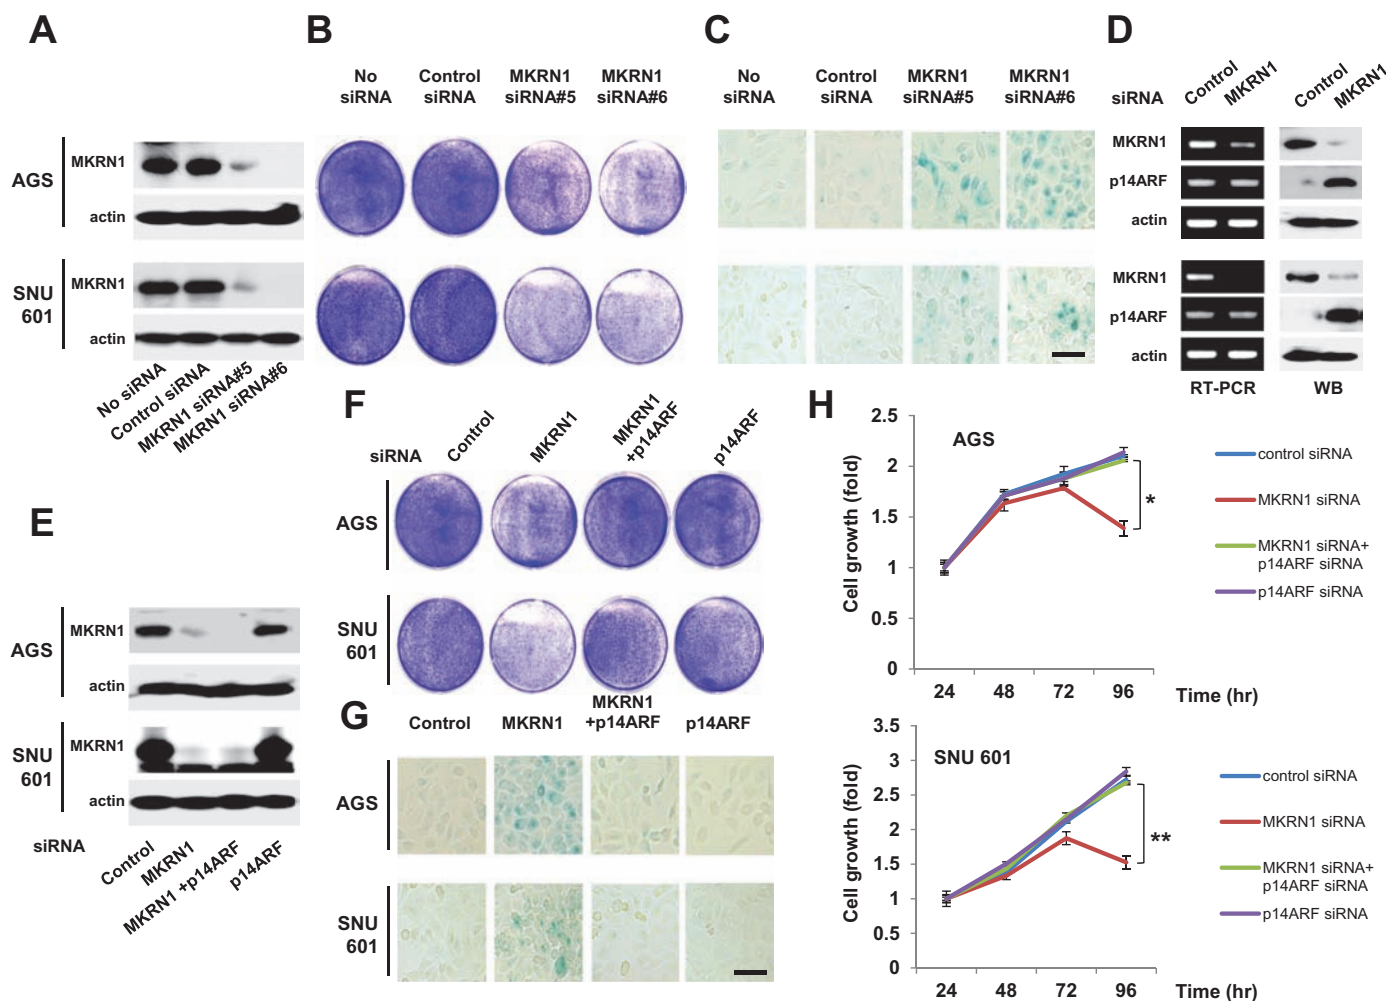 A
AGS
MKRN1
actin
SNU
601
MKRN1
actin
No siRNA
Control siRNA
MKRN1 siRNA#5
MKRN1 siRNA#6
B
No
siRNA
Control
siRNA
MKRN1
siRNA#5
MKRN1
siRNA#6
C
No
siRNA
Control
siRNA
MKRN1
siRNA#5
MKRN1
siRNA#6
D
siRNA
Control
MKRN1
Control
MKRN1
MKRN1
p14ARF
actin
MKRN1
p14ARF
actin
RT-PCR
WB
E
AGS
MKRN1
actin
SNU
601
MKRN1
actin
siRNA
Control
MKRN1
MKRN1 +p14ARF
p14ARF
F
siRNA
Control
MKRN1
MKRN1
+p14ARF
p14ARF
AGS
SNU
601
G
Control
MKRN1
MKRN1
+p14ARF
p14ARF
AGS
SNU
601
H
AGS
Cell growth (fold)
2.5
2
1.5
1
0.5
0
24
48
72
96
Time (hr)
*
control siRNA
MKRN1 siRNA
MKRN1 siRNA+
p14ARF siRNA
p14ARF siRNA
SNU 601
Cell growth (fold)
3.5
3
2.5
2
1.5
1
0.5
0
24
48
72
96
Time (hr)
**
control siRNA
MKRN1 siRNA
MKRN1 siRNA+
p14ARF siRNA
p14ARF siRNA